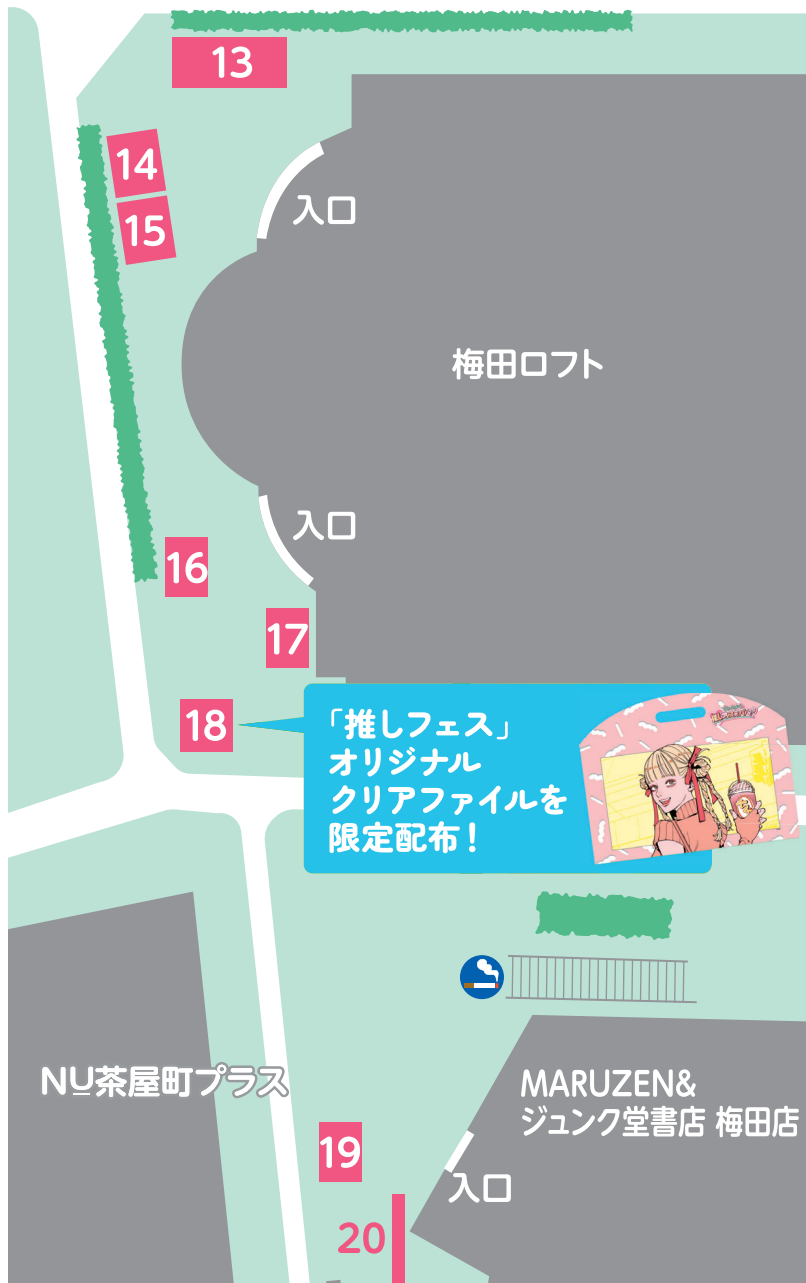 13
14
15
入口
梅田ロフト
入口
16
17
18
「推しフェス」
オリジナル
クリアファイルを
限定配布！
NU茶屋町プラス
MARUZEN&
ジュンク堂書店 梅田店
19
入口
20